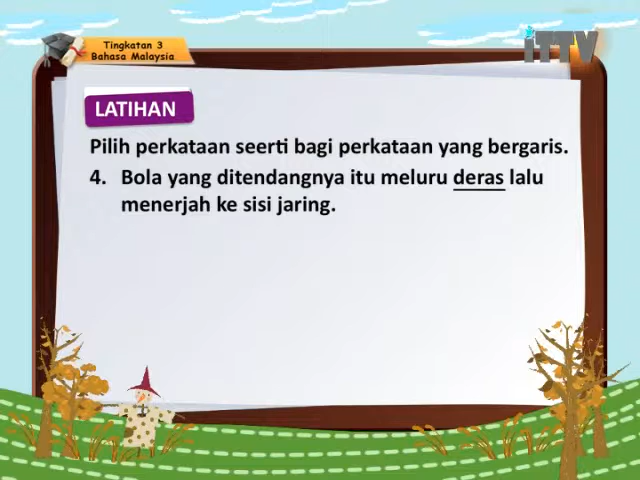 Tingkatan 3
Bahasa Malaysia
iTTV
LATIHAN
Pilih perkataan seerti bagi perkataan yang bergaris.
4. Bola yang ditendangnya itu meluru deras lalu
menerjah ke sisi jaring.